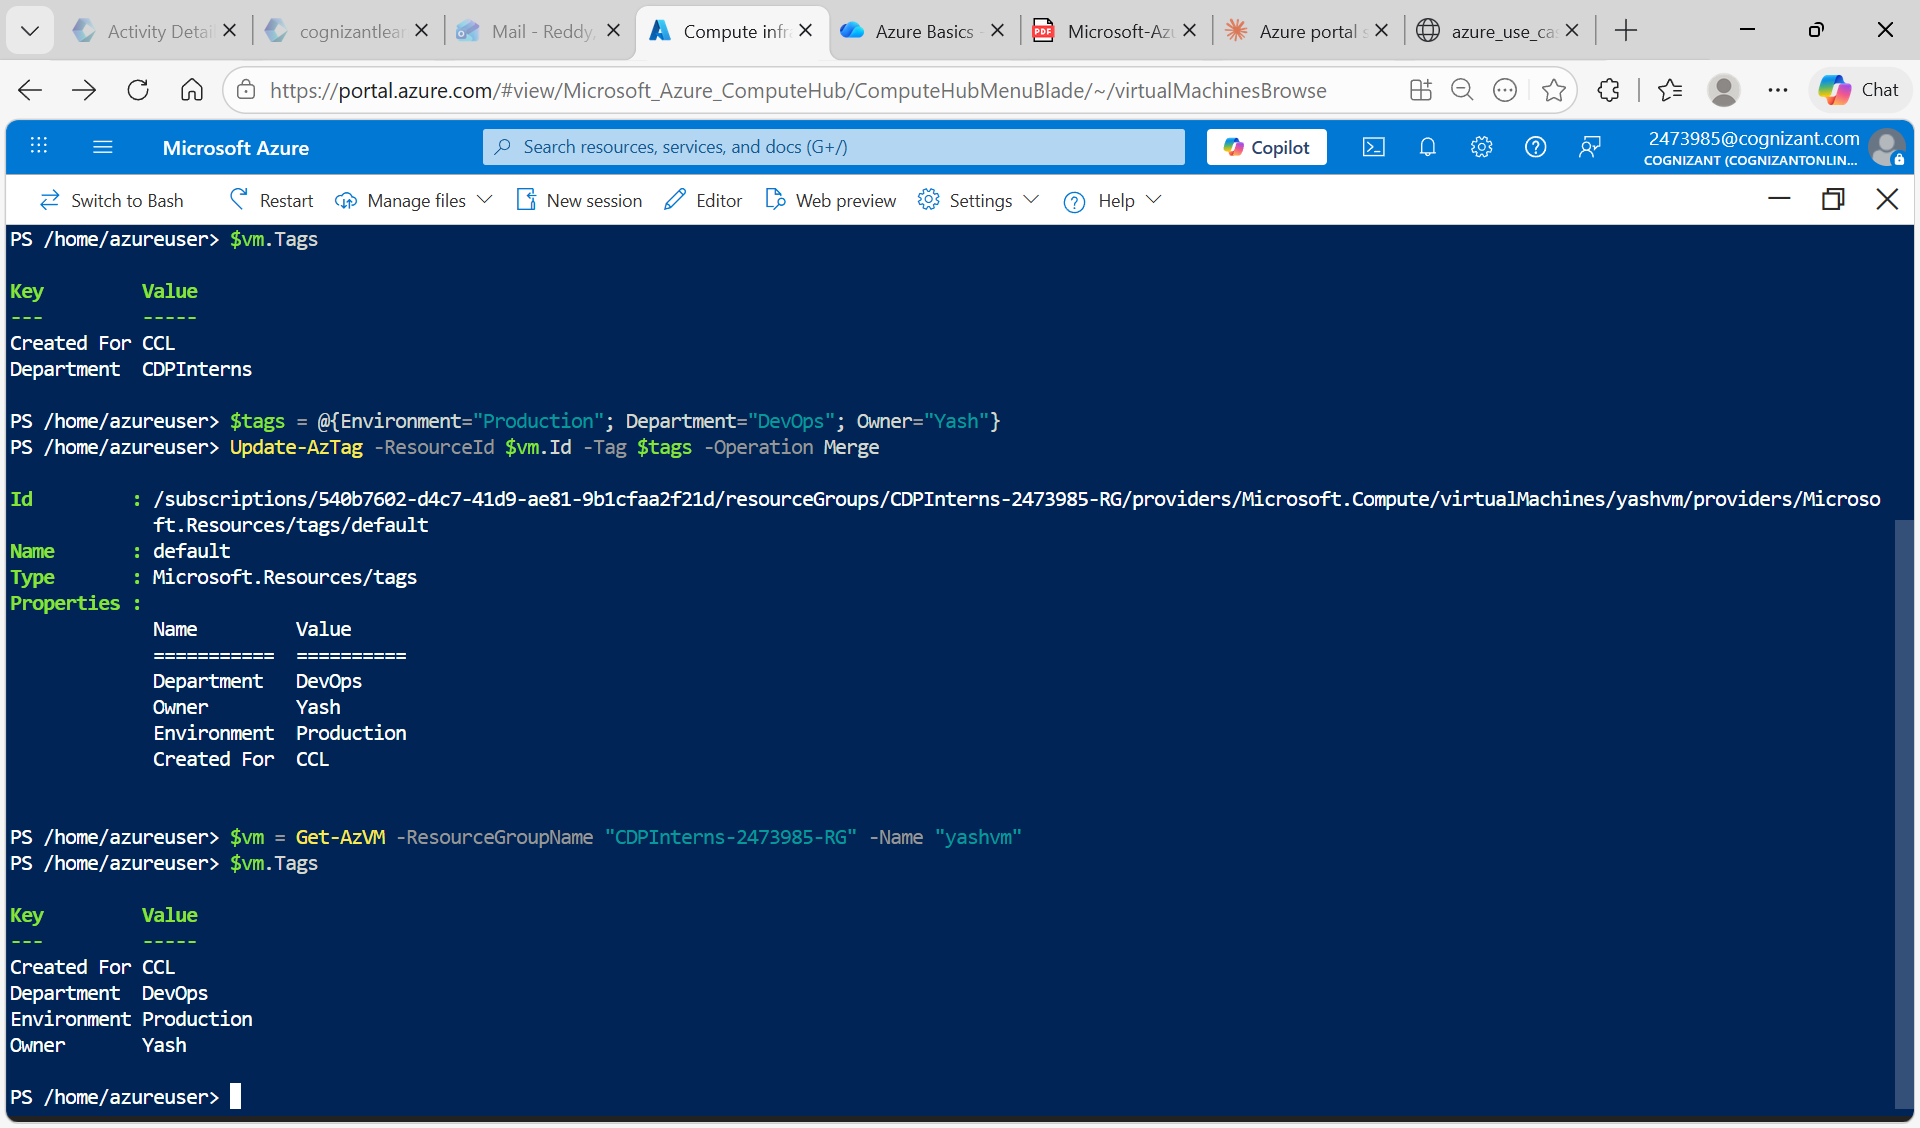 Activity Detai
cognizantlear
Mail - Reddy,
Compute infr
Azure Basics
Microsoft-Az
Azure portal s
azure_use_ca
https://portal.azure.com/#view/Microsoft_Azure_ComputeHub/ComputeHubMenuBlade/~/virtualMachinesBrowse
Chat
Microsoft Azure
Search resources, services, and docs (G+/)
Copilot
2473985@cognizant.com
COGNIZANT (COGNIZANTONLIN...
Switch to Bash
Restart
Manage files
New session
Editor
Web preview
Settings
Help
PS /home/azureuser> $vm.Tags
Key Value
--- -----
Created For CCL
Department CDPInterns
PS /home/azureuser> $tags = @{Environment="Production"; Department="DevOps"; Owner="Yash"}
PS /home/azureuser> Update-AzTag -ResourceId $vm.Id -Tag $tags -Operation Merge
Id : /subscriptions/540b7602-d4c7-41d9-ae81-9b1cfaa2f21d/resourceGroups/CDPInterns-2473985-RG/providers/Microsoft.Compute/virtualMachines/yashvm/providers/Microso
ft.Resources/tags/default
Name : default
Type : Microsoft.Resources/tags
Properties :
Name Value
=========== ==========
Department DevOps
Owner Yash
Environment Production
Created For CCL
PS /home/azureuser> $vm = Get-AzVM -ResourceGroupName "CDPInterns-2473985-RG" -Name "yashvm"
PS /home/azureuser> $vm.Tags
Key Value
--- -----
Created For CCL
Department DevOps
Environment Production
Owner Yash
PS /home/azureuser>